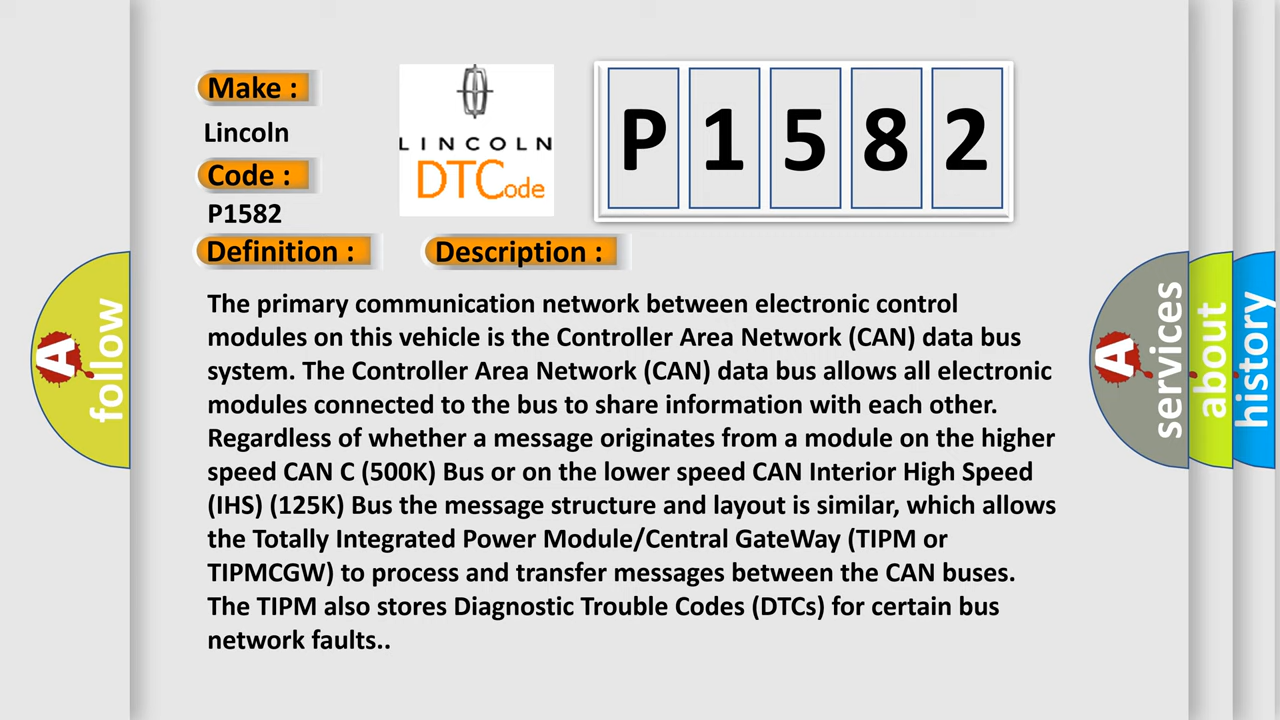 Make :
Lincoln
Code :
P1582
LINCOLN
DTCode
P1582
Definition :
Description :
The primary communication network between electronic control
modules on this vehicle is the Controller Area Network (CAN) data bus
system. The Controller Area Network (CAN) data bus allows all electronic
modules connected to the bus to share information with each other.
Regardless of whether a message originates from a module on the higher
speed CAN C (500K) Bus or on the lower speed CAN Interior High Speed
(IHS) (125K) Bus the message structure and layout is similar, which allows
the Totally Integrated Power Module/Central GateWay (TIPM or
TIPMCGW) to process and transfer messages between the CAN buses.
The TIPM also stores Diagnostic Trouble Codes (DTCs) for certain bus
network faults..
A
follow
A
services
about
history